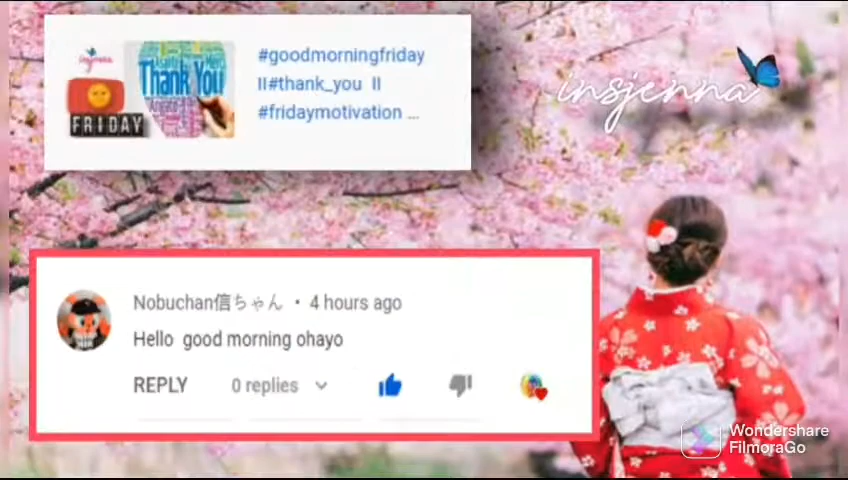 #goodmorningfriday
II#thank_you II
#fridaymotivation ...
Thank You
FRIDAY
insjenna
Nobuchan信ちゃん • 4 hours ago
Hello good morning ohayo
REPLY 0 replies
Wondershare
FilmoraGo